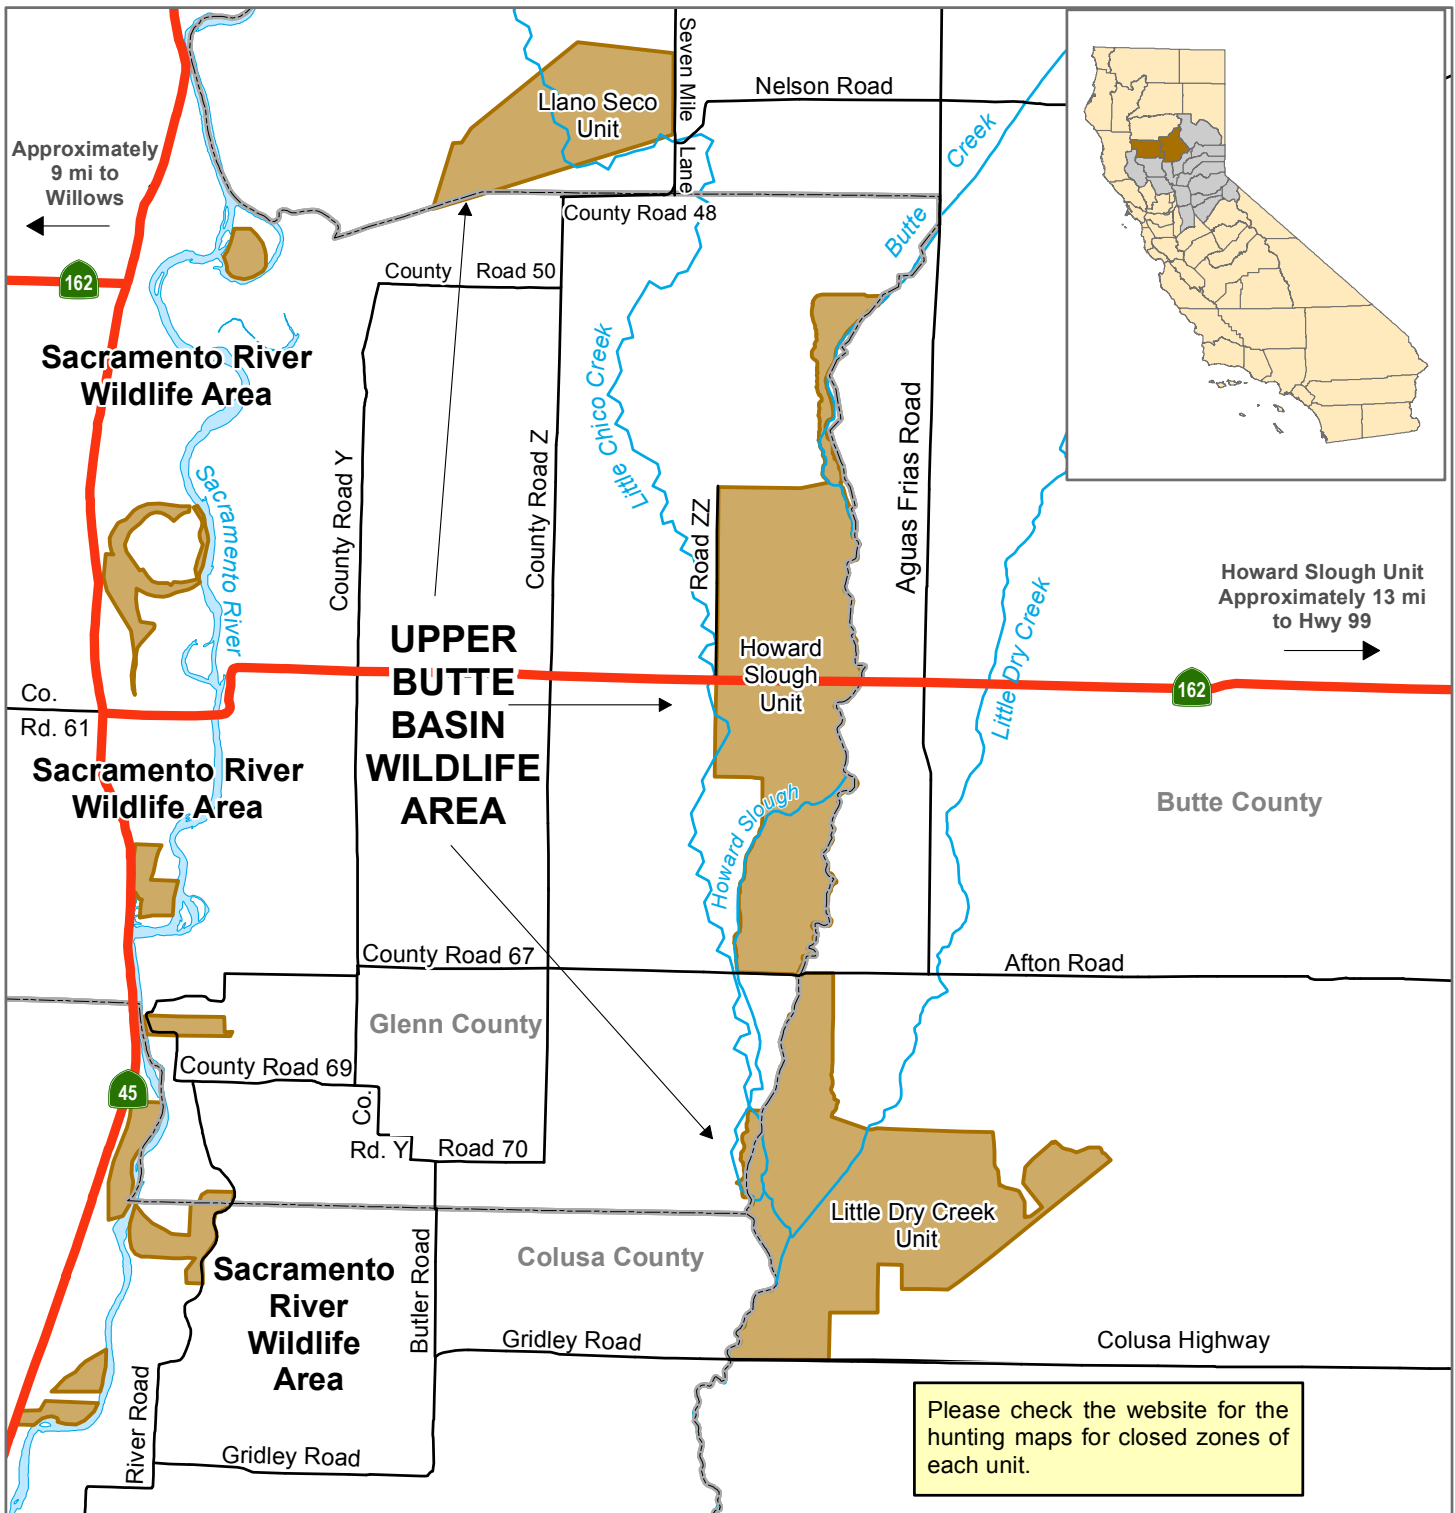 Seven Mile Lane
Nelson Road
Llano Seco
Unit
Creek
Butte
Approximately
9 mi to
Willows
County Road 48
162
County Road 50
Sacramento River
Wildlife Area
Little Chico Creek
Sacramento River
County Road Y
County Road Z
Road ZZ
Aguas Frias Road
Little Dry Creek
Howard Slough Unit
Approximately 13 mi
to Hwy 99
UPPER
BUTTE
BASIN
WILDLIFE
AREA
Howard
Slough
Unit
162
Co.
Rd. 61
Sacramento River
Wildlife Area
Howard Slough
Butte County
County Road 67
Afton Road
Glenn County
County Road 69
45
Co.
Rd. Y
Road 70
Little Dry Creek
Unit
Colusa County
Butler Road
Sacramento
River
Wildlife
Area
Gridley Road
Colusa Highway
River Road
Gridley Road
Please check the website for the
hunting maps for closed zones of
each unit.